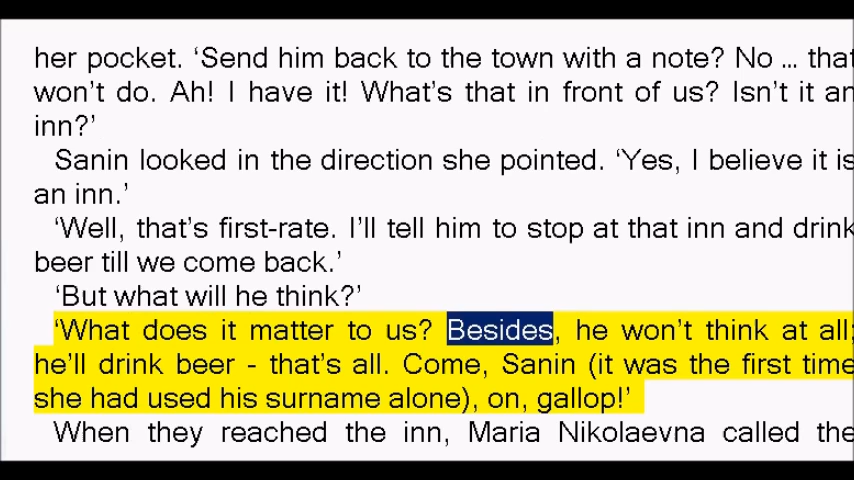 her pocket. ‘Send him back to the town with a note? No ... that
won’t do. Ah! I have it! What’s that in front of us? Isn’t it an
inn?’
Sanin looked in the direction she pointed. ‘Yes, I believe it is
an inn.’
‘Well, that’s first-rate. I’ll tell him to stop at that inn and drink
beer till we come back.’
‘But what will he think?’
‘What does it matter to us? Besides, he won’t think at all;
he’ll drink beer - that’s all. Come, Sanin (it was the first time
she had used his surname alone), on, gallop!’
When they reached the inn, Maria Nikolaevna called the